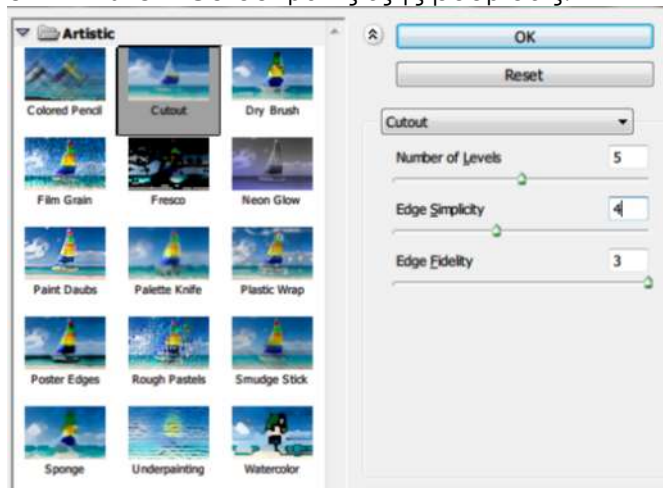 Artistic
Colored Pencil
Cutout
Dry Brush
Film Grain
Fresco
Neon Glow
Paint Daubs
Palette Knife
Plastic Wrap
Poster Edges
Rough Pastels
Smudge Stick
Sponge
Underpainting
Watercolor
OK
Reset
Cutout
Number of Levels 5
Edge Simplicity 4
Edge Fidelity 3